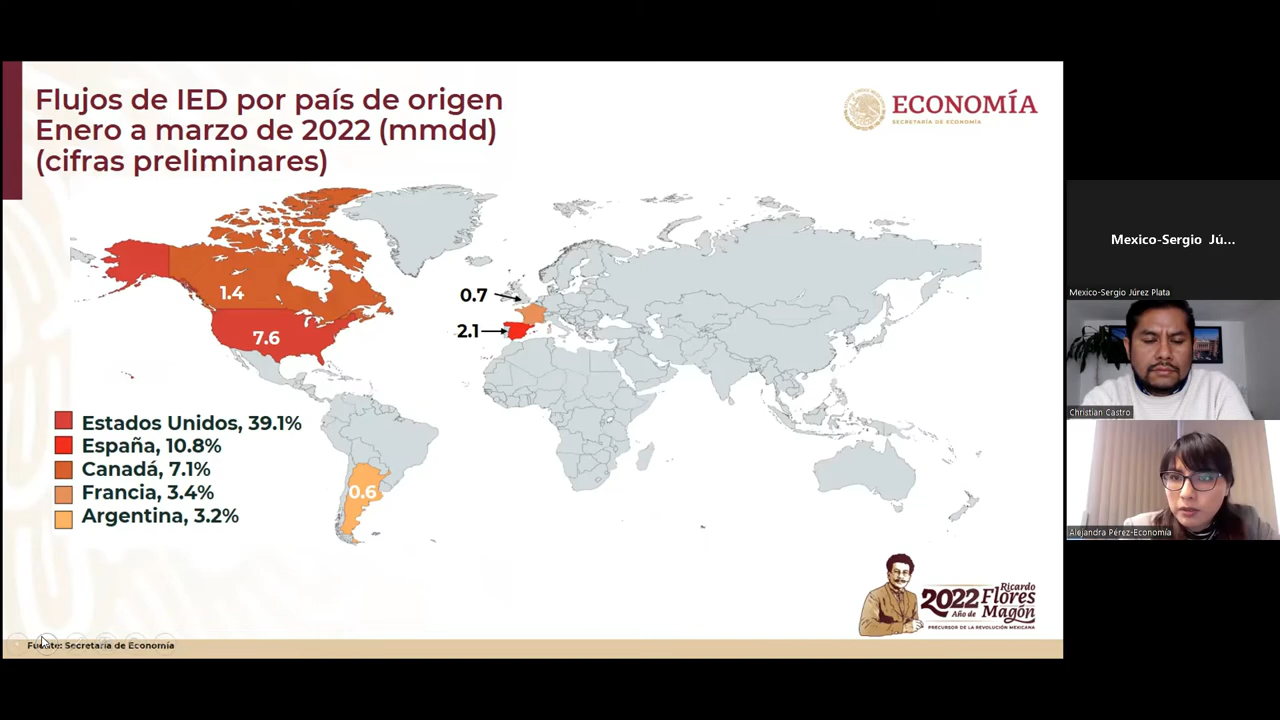 Flujos de IED por país de origen
Enero a marzo de 2022 (mmdd)
(cifras preliminares)
ECONOMÍA
SECRETARÍA DE ECONOMÍA
1.4
7.6
0.7
2.1
0.6
Estados Unidos, 39.1%
España, 10.8%
Canadá, 7.1%
Francia, 3.4%
Argentina, 3.2%
2022
Año de
Ricardo
Flores
Magón
PRECURSOR DE LA REVOLUCIÓN MEXICANA
Fuente: Secretaría de Economía
Mexico-Sergio Jú...
Mexico-Sergio Júrez Plata
Christian Castro
Alejandra Pérez-Economía